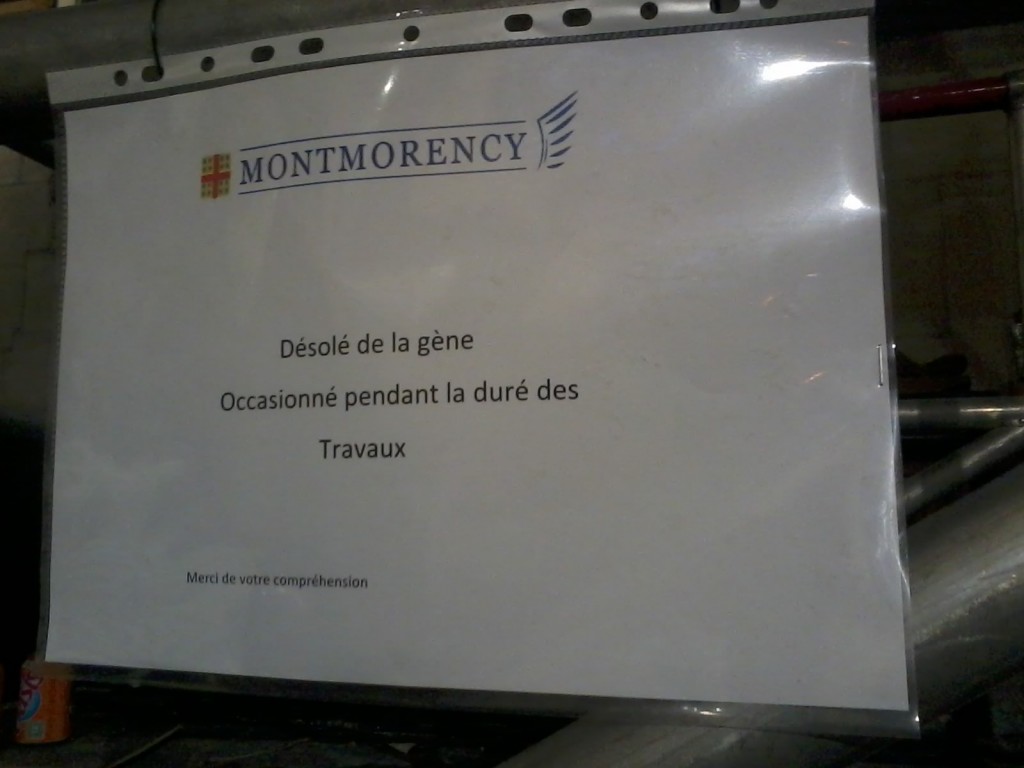 MONTMORENCY
Désolé de la gène
Occasionné pendant la duré des
Travaux
Merci de votre compréhension